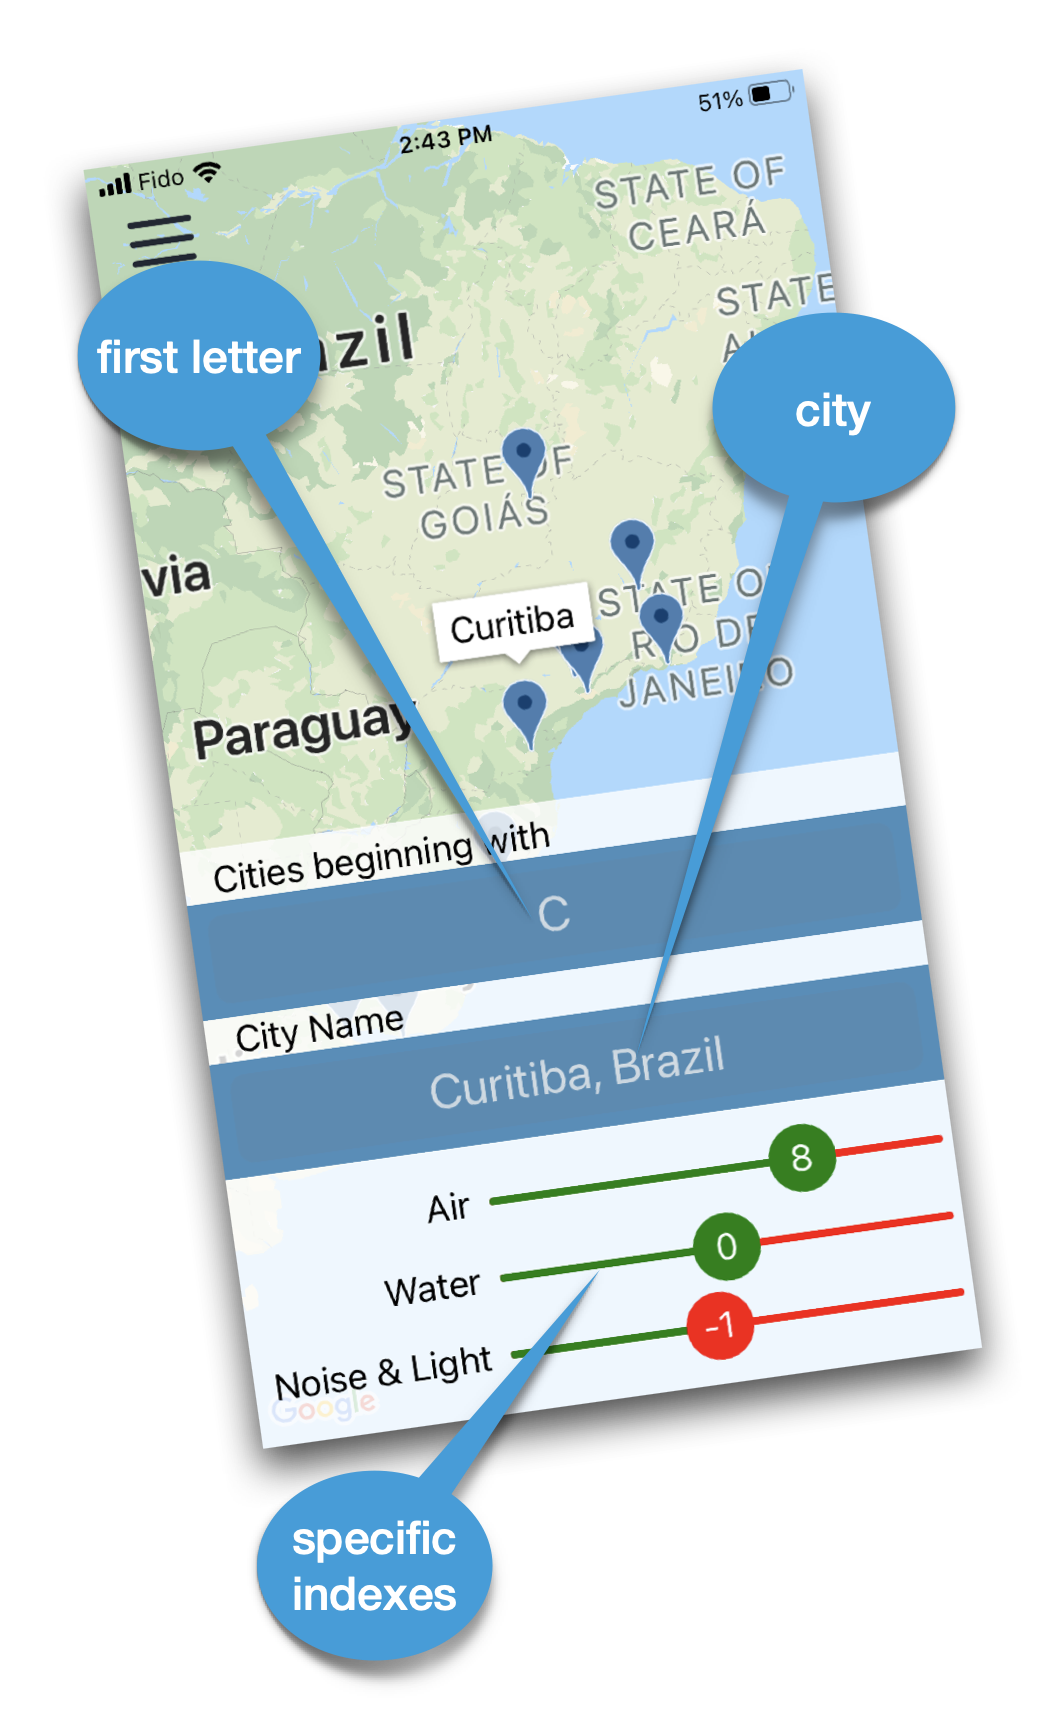 Fido
2:43 PM
51%
STATE OF
CEARÁ
STATE
first letter
azil
city
STATE OF
GOIÁS
via
STATE O
RIO DE
JANEIRO
Curitiba
Paraguay
Cities beginning with
C
City Name
Curitiba, Brazil
Air
8
Water
0
Noise & Light
-1
Google
specific
indexes